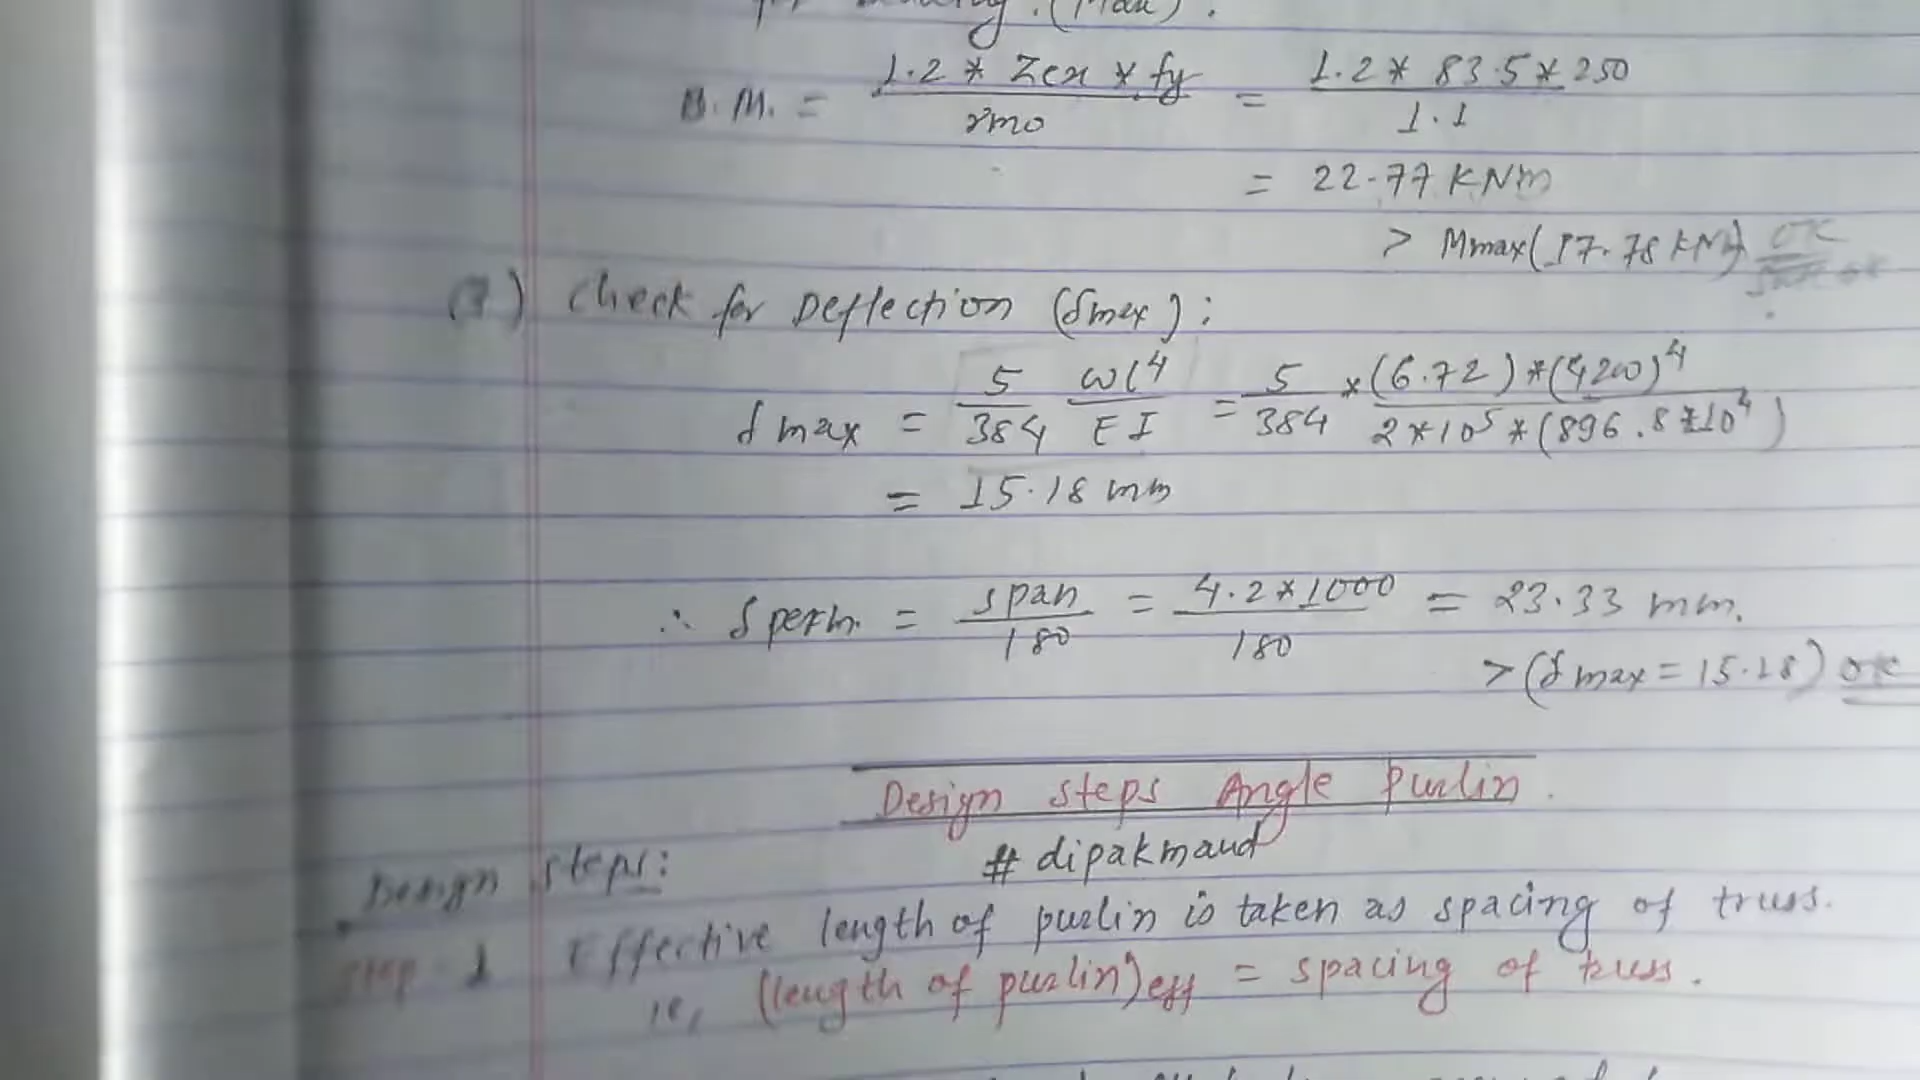 B.M. = 1.2 * Zex * fy / γmo = 1.2 * 83.5 * 250 / 1.1
= 22.77 KNm
> Mmax (17.78 KNm) OK
(3) Check for Deflection (δmax) :
δmax = 5/384 wl⁴/EI = 5/384 * (6.72) * (4200)⁴ / 2*10⁵ * (896.8*10⁴)
= 15.18 mm
∴ δperm. = span/180 = 4.2*1000/180 = 23.33 mm.
> (δmax = 15.18) OK
Design steps Angle Purlin.
# dipakmaud
Design steps:
Step 1 Effective length of purlin is taken as spacing of truss.
ie, (length of purlin)eff = spacing of truss.